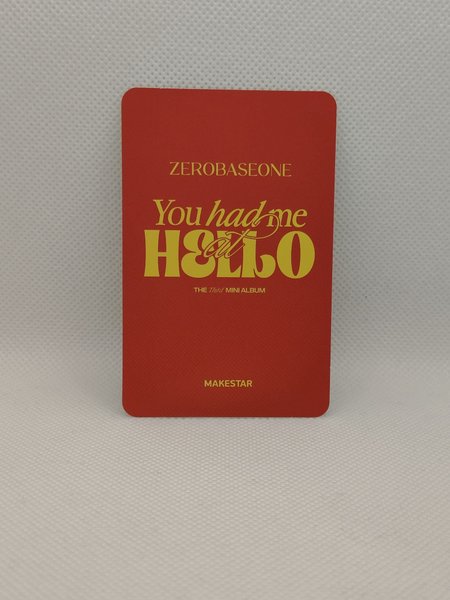 ZEROBASEONE
You had me
at
HELLO
THE Third MINI ALBUM
MAKESTAR